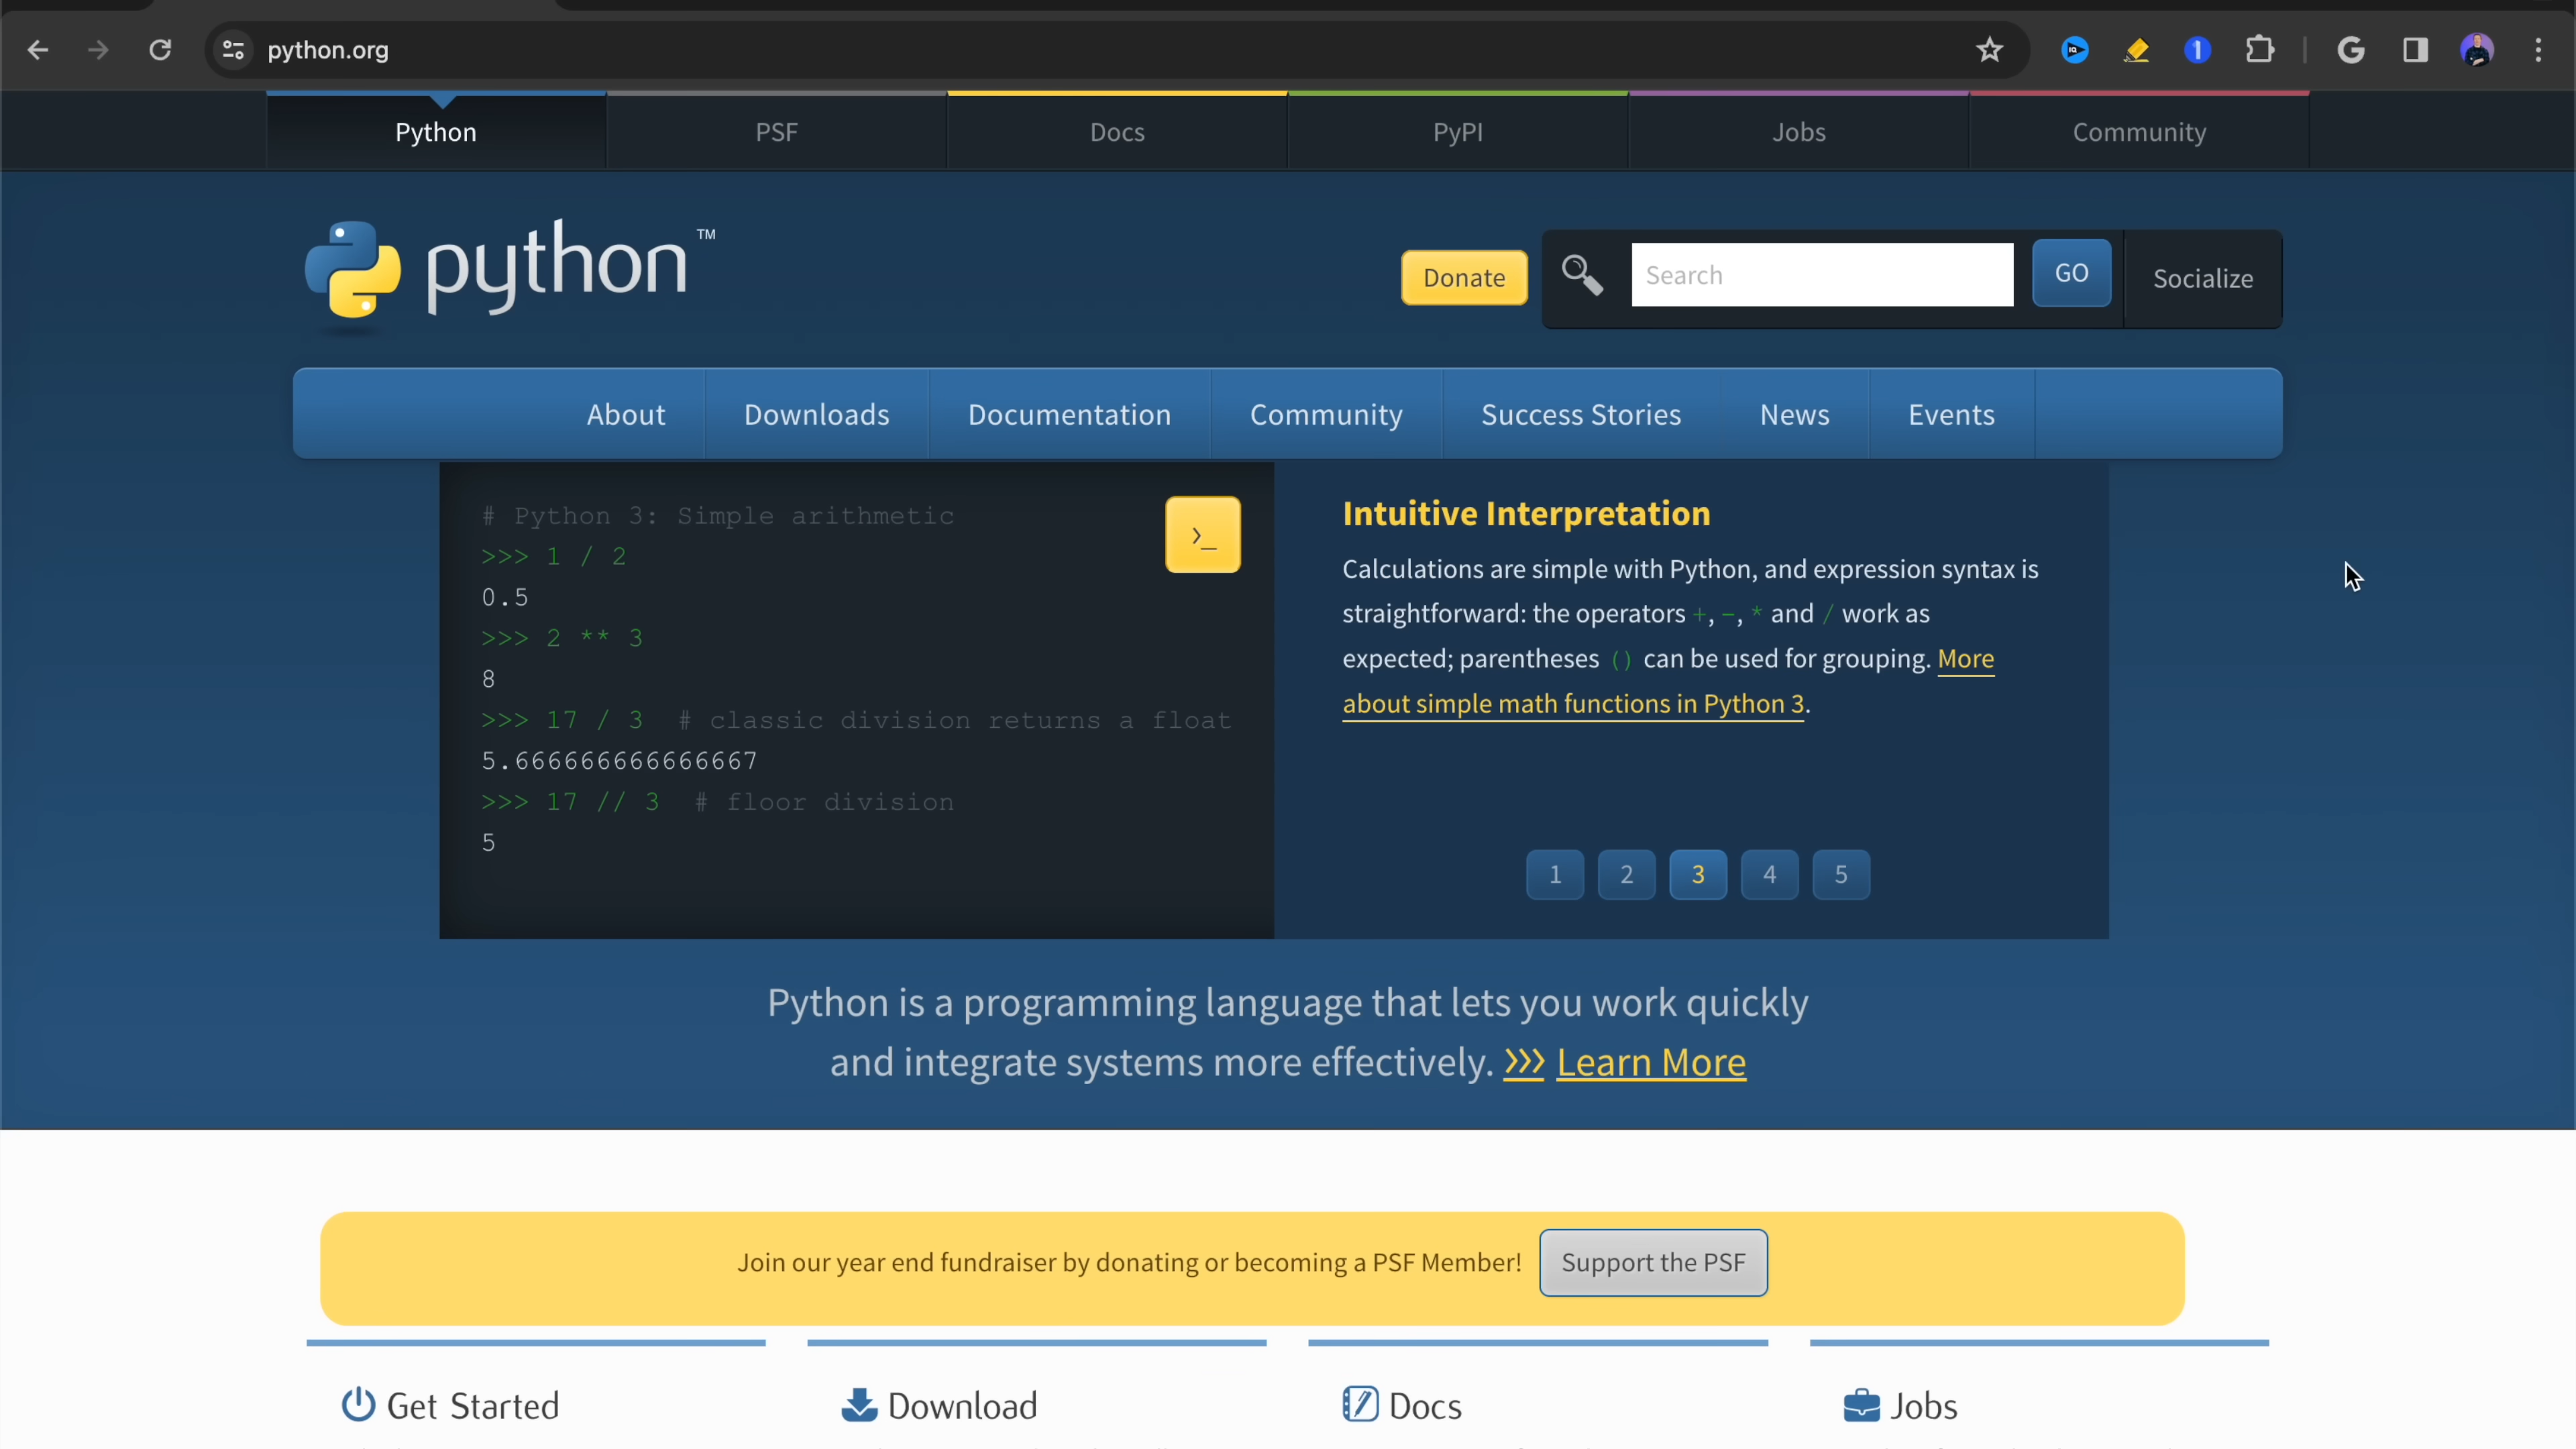 python.org
Python
PSF
Docs
PyPI
Jobs
Community
python™
Donate
Search
GO
Socialize
About
Downloads
Documentation
Community
Success Stories
News
Events
# Python 3: Simple arithmetic
>>> 1 / 2
0.5
>>> 2 ** 3
8
>>> 17 / 3  # classic division returns a float
5.666666666666667
>>> 17 // 3  # floor division
5
>_
Intuitive Interpretation
Calculations are simple with Python, and expression syntax is
straightforward: the operators +, -, * and / work as
expected; parentheses () can be used for grouping. More
about simple math functions in Python 3.
1 2 3 4 5
Python is a programming language that lets you work quickly
and integrate systems more effectively. >>> Learn More
Join our year end fundraiser by donating or becoming a PSF Member!
Support the PSF
Get Started
Download
Docs
Jobs